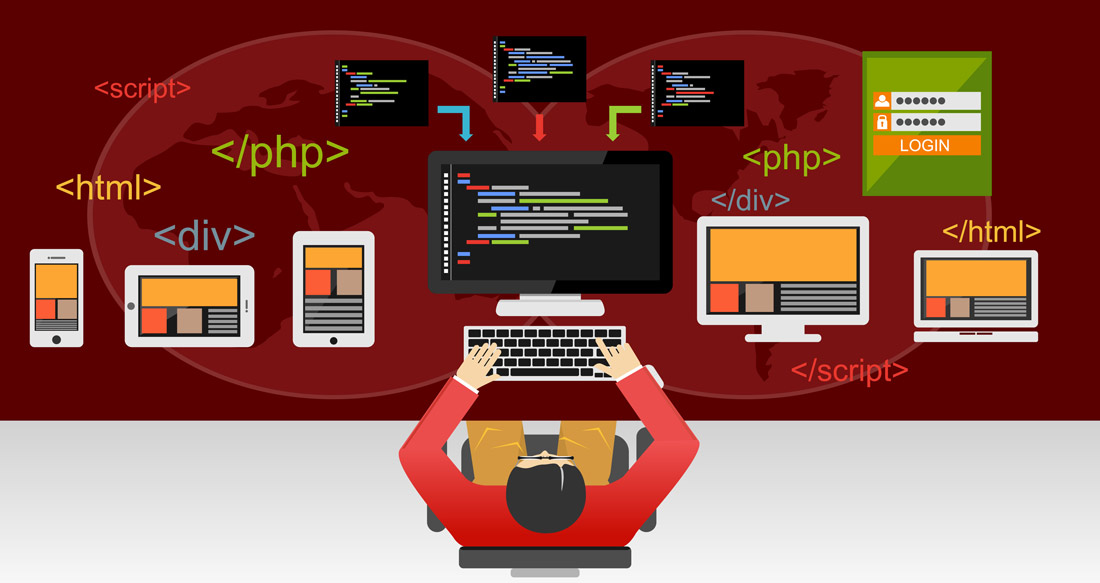 <script>
</php>
<html>
<div>
<php>
</div>
</html>
</script>
LOGIN